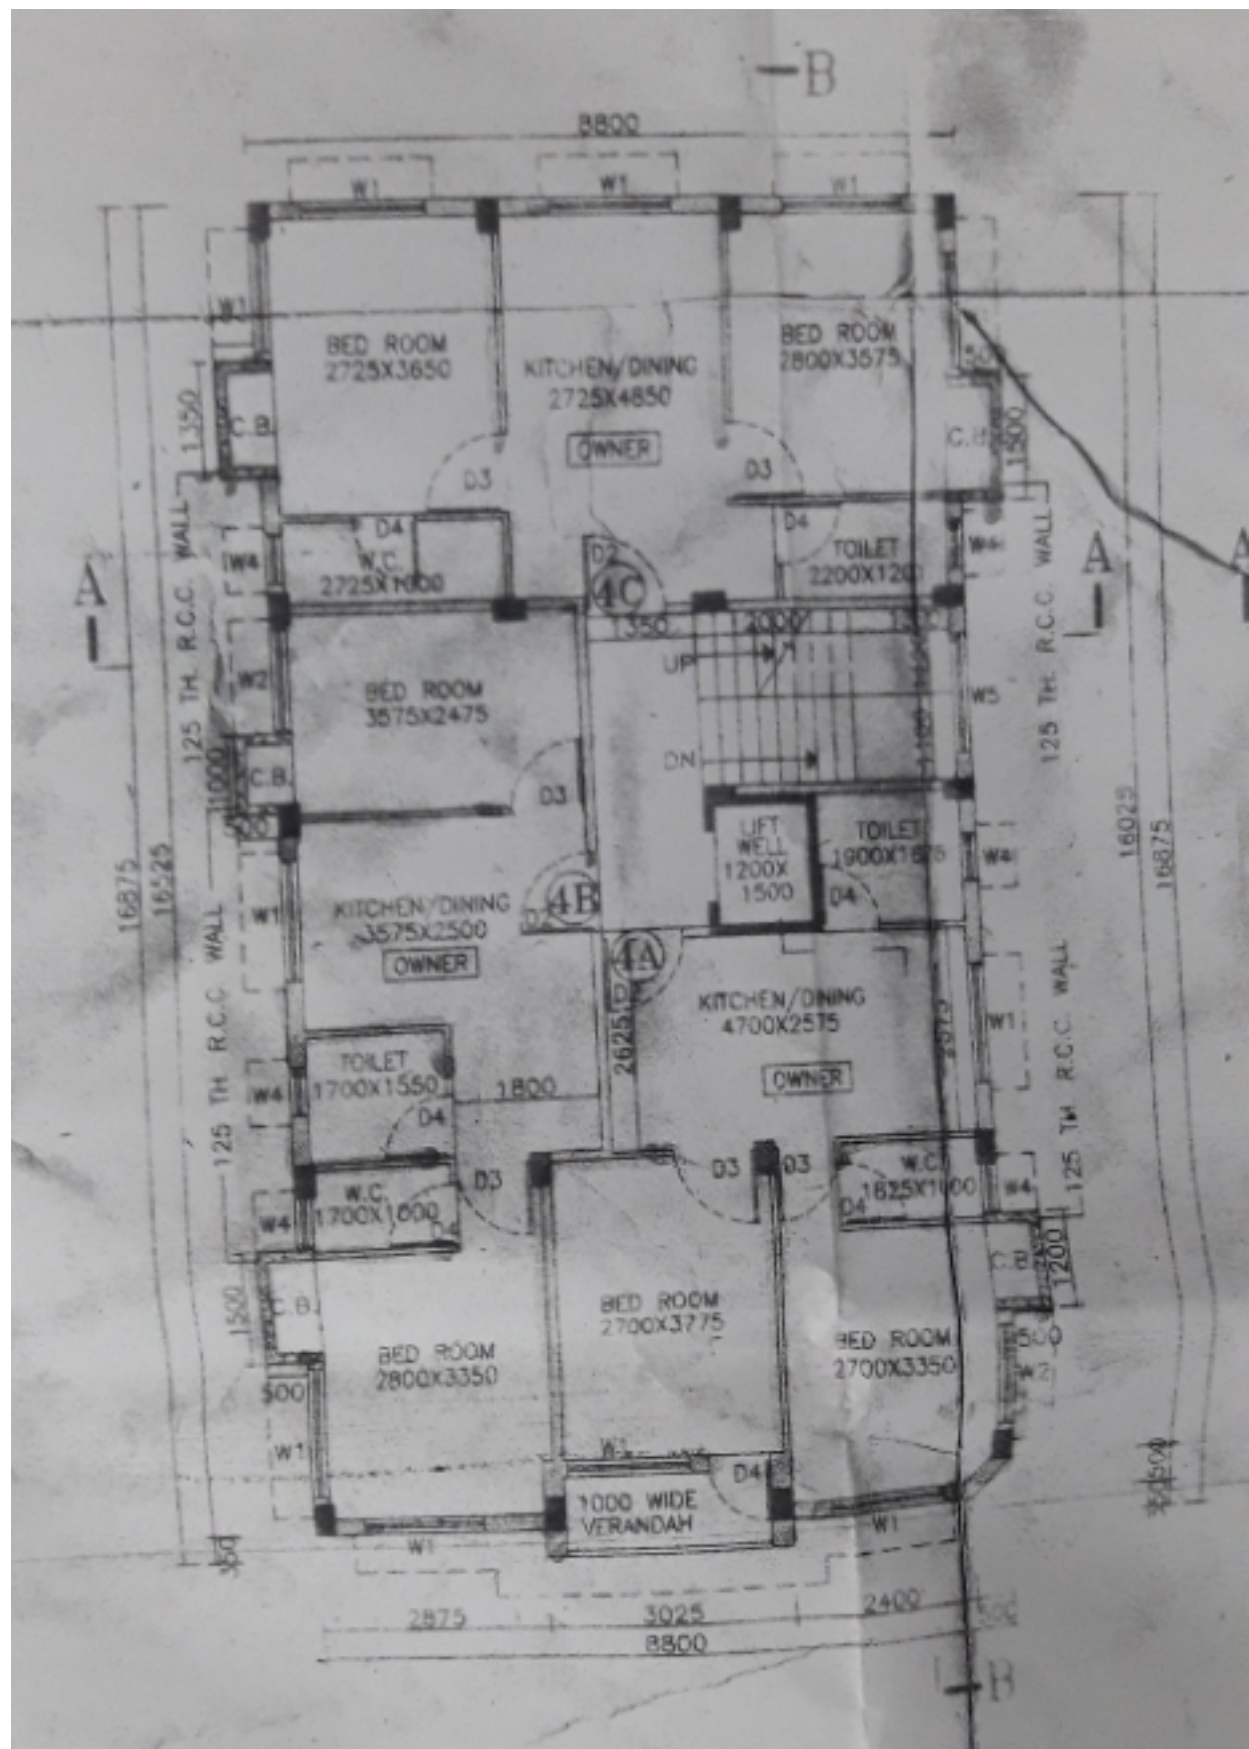 B
8800
W1
W1
W1
W1
BED ROOM
2725X3650
KITCHEN/DINING
2725X4850
OWNER
BED ROOM
2800X3575
500
C.B.
1350
C.B.
1500
D3
D3
D4
W.C.
2725X1000
D2
4C
D4
TOILET
W4
W4
A
A
A
125 TH. R.C.C. WALL
125 TH. R.C.C. WALL
1350
2000
UP
DN
W2
BED ROOM
3575X2475
W5
C.B.
1000
D3
LIFT
WELL
1200X
1500
TOILET
D4
W4
16875
16525
16025
16875
W1
KITCHEN/DINING
3575X2500
OWNER
D2
4B
4A
KITCHEN/DINING
4700X2575
OWNER
2625
2575
W1
125 TH R.C.C WALL
125 TH R.C.C. WALL
TOILET
1700X1550
1800
W4
D4
D3
D3
D3
W.C.
W.C.
D4
D4
W4
W4
C.B.
1500
C.B.
1200
500
500
W2
BED ROOM
2700X3775
BED ROOM
2800X3350
BED ROOM
2700X3350
W1
W1
D4
1000 WIDE
VERANDAH
W1
W1
2875
3025
2400
8800
B